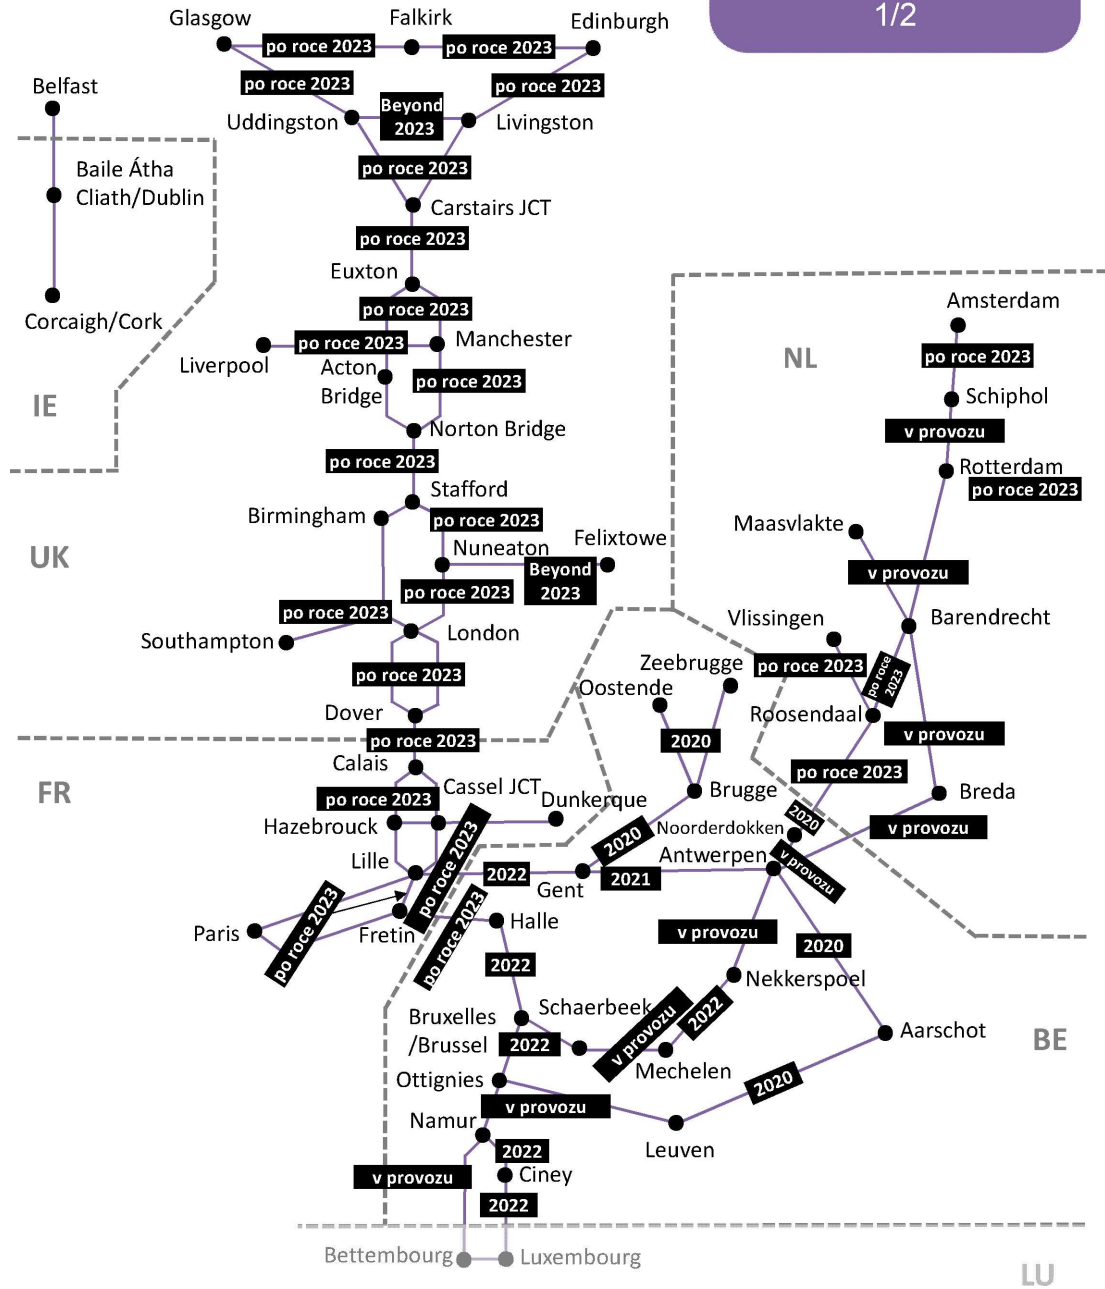 1/2
Glasgow
Falkirk
Edinburgh
po roce 2023
po roce 2023
po roce 2023
po roce 2023
Belfast
Beyond
2023
Uddingston
Livingston
po roce 2023
Baile Átha
Cliath/Dublin
Carstairs JCT
po roce 2023
Euxton
po roce 2023
Corcaigh/Cork
Amsterdam
po roce 2023
Manchester
Liverpool
Acton
Bridge
po roce 2023
NL
po roce 2023
Schiphol
IE
Norton Bridge
v provozu
po roce 2023
Rotterdam
po roce 2023
Stafford
Birmingham
po roce 2023
Maasvlakte
UK
Nuneaton
Felixtowe
Beyond
2023
po roce 2023
v provozu
po roce 2023
Southampton
London
Vlissingen
Barendrecht
po roce 2023
Zeebrugge
po roce 2023
po roce
2023
Oostende
Dover
Roosendaal
po roce 2023
2020
v provozu
Calais
po roce 2023
FR
Cassel JCT
po roce 2023
Dunkerque
Brugge
Breda
Hazebrouck
2020
Noorderdokken
2020
v provozu
Lille
po roce 2023
2022
Gent
2021
Antwerpen
v provozu
Paris
po roce 2023
Fretin
po roce 2023
Halle
v provozu
2020
2022
Nekkerspoel
Bruxelles
/Brussel
Schaerbeek
v provozu
2022
Aarschot
BE
2022
Mechelen
Ottignies
2020
v provozu
Namur
Leuven
2022
v provozu
Ciney
2022
Bettembourg
Luxembourg
LU